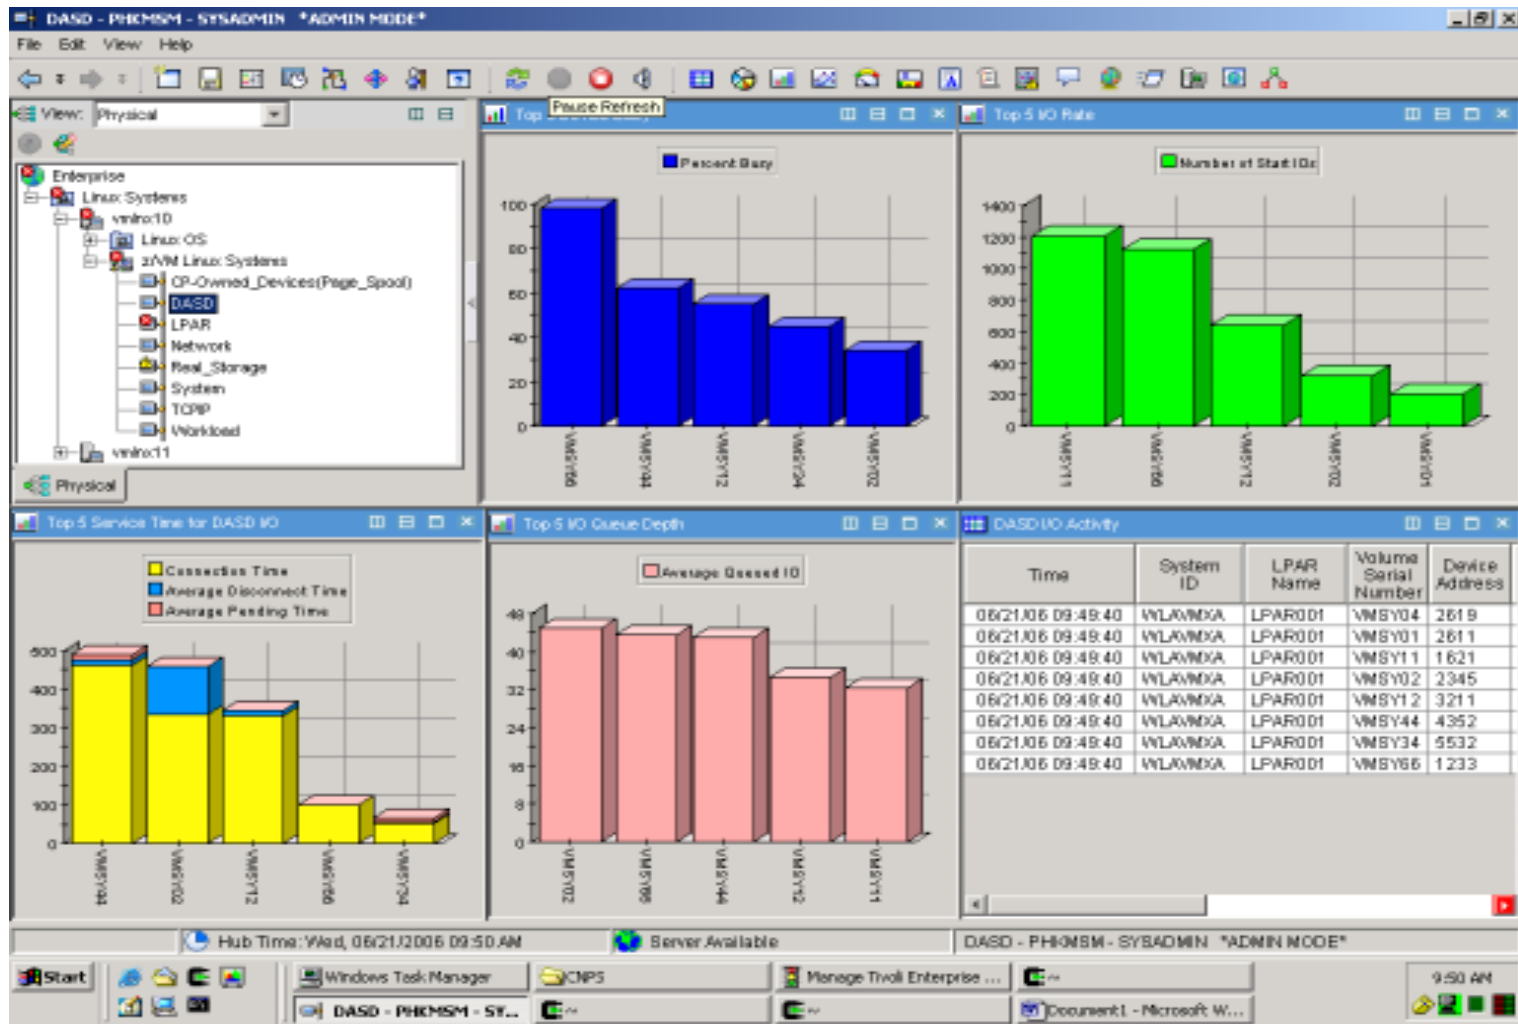 DASD - PHKMSM - SYSADMIN *ADMIN MODE*
File Edit View Help
Pause Refresh
View: Physical
Enterprise
Linux Systems
vmlnx10
Linux OS
z/VM Linux Systems
CP-Owned_Devices(Page_Spool)
DASD
LPAR
Network
Real_Storage
System
TCPIP
Workload
vmlnx11
Physical
Top
Percent Busy
100
80
60
40
20
0
VMSY66 VMSY44 VMSY12 VMSY34 VMSY02
Top 5 I/O Rate
Number of Start IOs
1400
1200
1000
800
600
400
200
0
VMSY11 VMSY66 VMSY12 VMSY02 VMSY01
Top 5 Service Time for DASD I/O
Connection Time
Average Disconnect Time
Average Pending Time
500
400
300
200
100
0
VMSY44 VMSY02 VMSY12 VMSY66 VMSY34
Top 5 I/O Queue Depth
Average Queued IO
48
40
32
24
16
8
0
VMSY02 VMSY66 VMSY44 VMSY12 VMSY11
DASD I/O Activity
Time System ID LPAR Name Volume Serial Number Device Address
06/21/06 09:49:40 WLAVMXA LPAR001 VMSY04 2619
06/21/06 09:49:40 WLAVMXA LPAR001 VMSY01 2611
06/21/06 09:49:40 WLAVMXA LPAR001 VMSY11 1621
06/21/06 09:49:40 WLAVMXA LPAR001 VMSY02 2345
06/21/06 09:49:40 WLAVMXA LPAR001 VMSY12 3211
06/21/06 09:49:40 WLAVMXA LPAR001 VMSY44 4352
06/21/06 09:49:40 WLAVMXA LPAR001 VMSY34 5532
06/21/06 09:49:40 WLAVMXA LPAR001 VMSY66 1233
Hub Time: Wed, 06/21/2006 09:50 AM
Server Available
DASD - PHKMSM - SYSADMIN *ADMIN MODE*
Start
Windows Task Manager
CNPS
Manage Tivoli Enterprise ...
~
9:50 AM
DASD - PHKMSM - SY...
~
~
Document1 - Microsoft W...